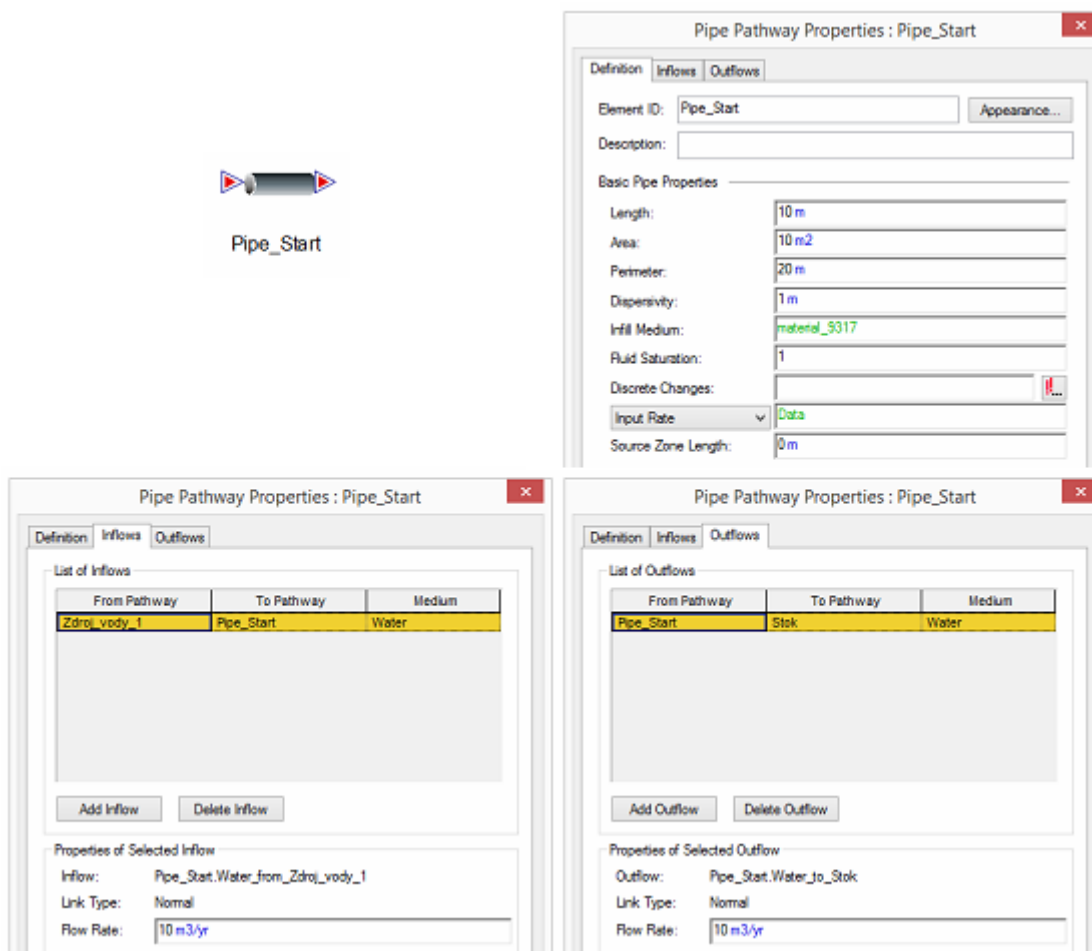 Pipe_Start
Pipe Pathway Properties : Pipe_Start
Definition Inflows Outflows
Element ID: Pipe_Start Appearance...
Description:
Basic Pipe Properties
Length: 10 m
Area: 10 m2
Perimeter: 20 m
Dispersivity: 1 m
Infill Medium: material_9317
Fluid Saturation: 1
Discrete Changes:
Input Rate Data
Source Zone Length: 0 m
Pipe Pathway Properties : Pipe_Start
Definition Inflows Outflows
List of Inflows
From Pathway To Pathway Medium
Zdroj_vody_1 Pipe_Start Water
Add Inflow Delete Inflow
Properties of Selected Inflow
Inflow: Pipe_Start.Water_from_Zdroj_vody_1
Link Type: Normal
Flow Rate: 10 m3/yr
Pipe Pathway Properties : Pipe_Start
Definition Inflows Outflows
List of Outflows
From Pathway To Pathway Medium
Pipe_Start Stok Water
Add Outflow Delete Outflow
Properties of Selected Outflow
Outflow: Pipe_Start.Water_to_Stok
Link Type: Normal
Flow Rate: 10 m3/yr